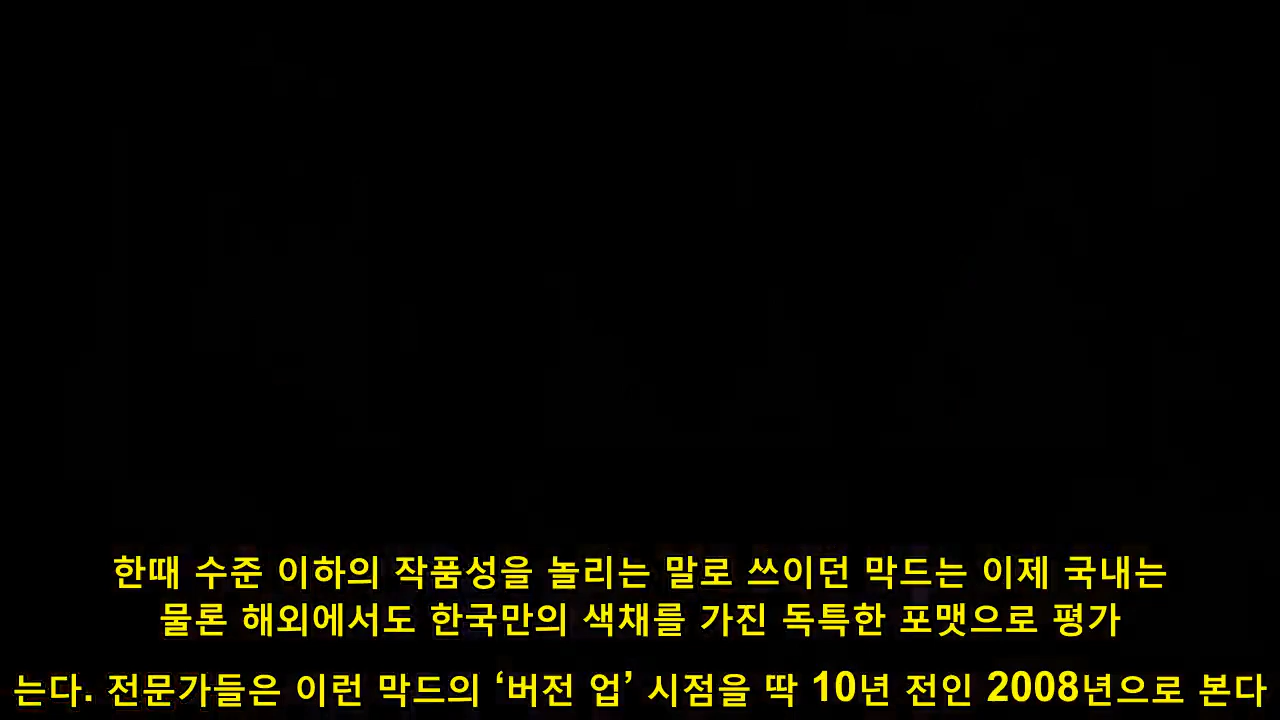 한때 수준 이하의 작품성을 놀리는 말로 쓰이던 막드는 이제 국내는
물론 해외에서도 한국만의 색채를 가진 독특한 포맷으로 평가
는다. 전문가들은 이런 막드의 ‘버전 업’ 시점을 딱 10년 전인 2008년으로 본다